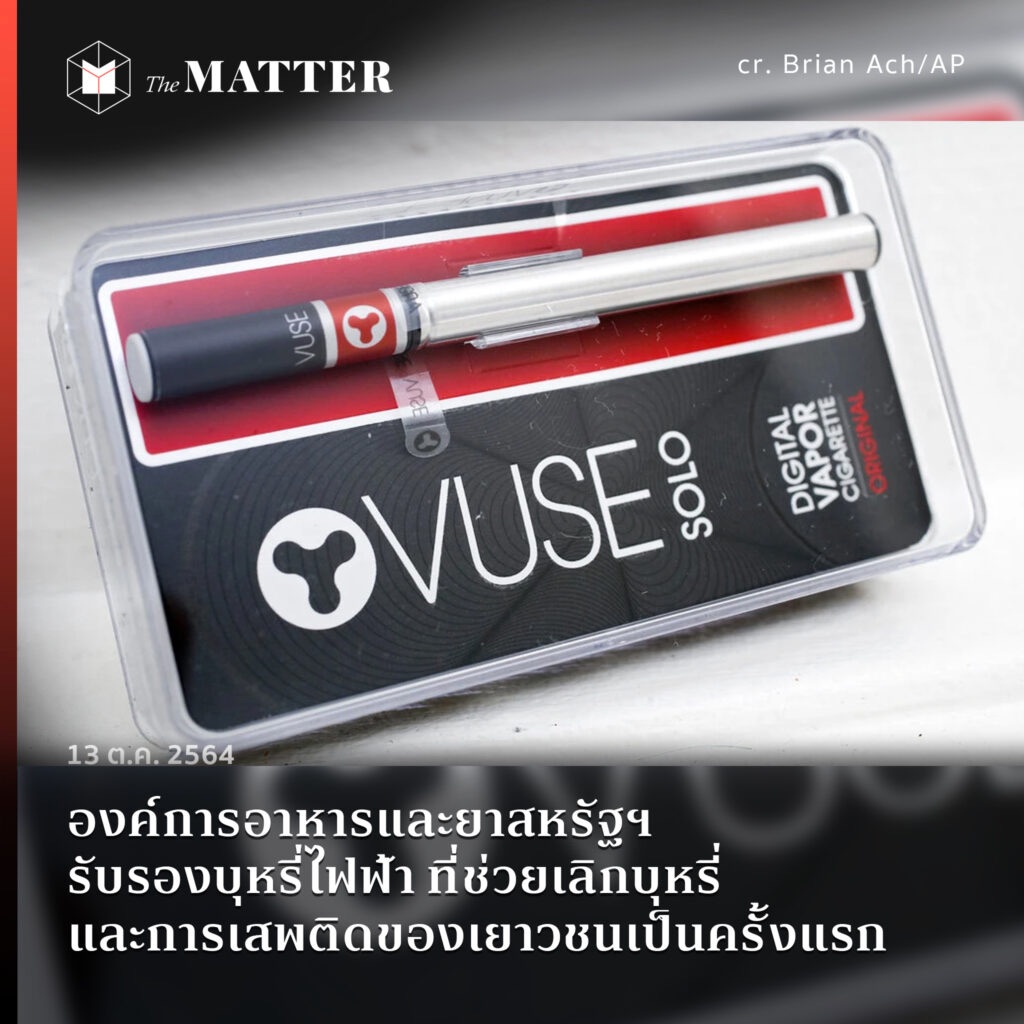 The MATTER
cr. Brian Ach/AP
VUSE
VUSE
VUSE
SOLO
DIGITAL
VAPOR
CIGARETTE
ORIGINAL
13 ต.ค. 2564
องค์การอาหารและยาสหรัฐฯ
รับรองบุหรี่ไฟฟ้า ที่ช่วยเลิกบุหรี่
และการเสพติดของเยาวชนเป็นครั้งแรก